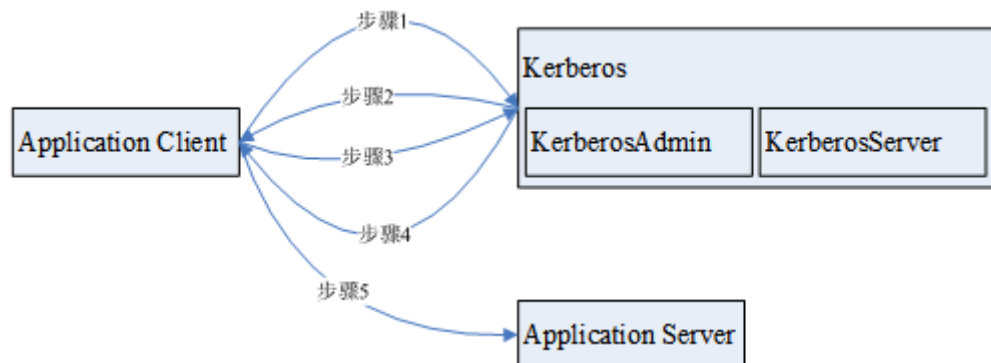 步骤1
Kerberos
步骤2
Application Client
KerberosAdmin
KerberosServer
步骤3
步骤4
步骤5
Application Server